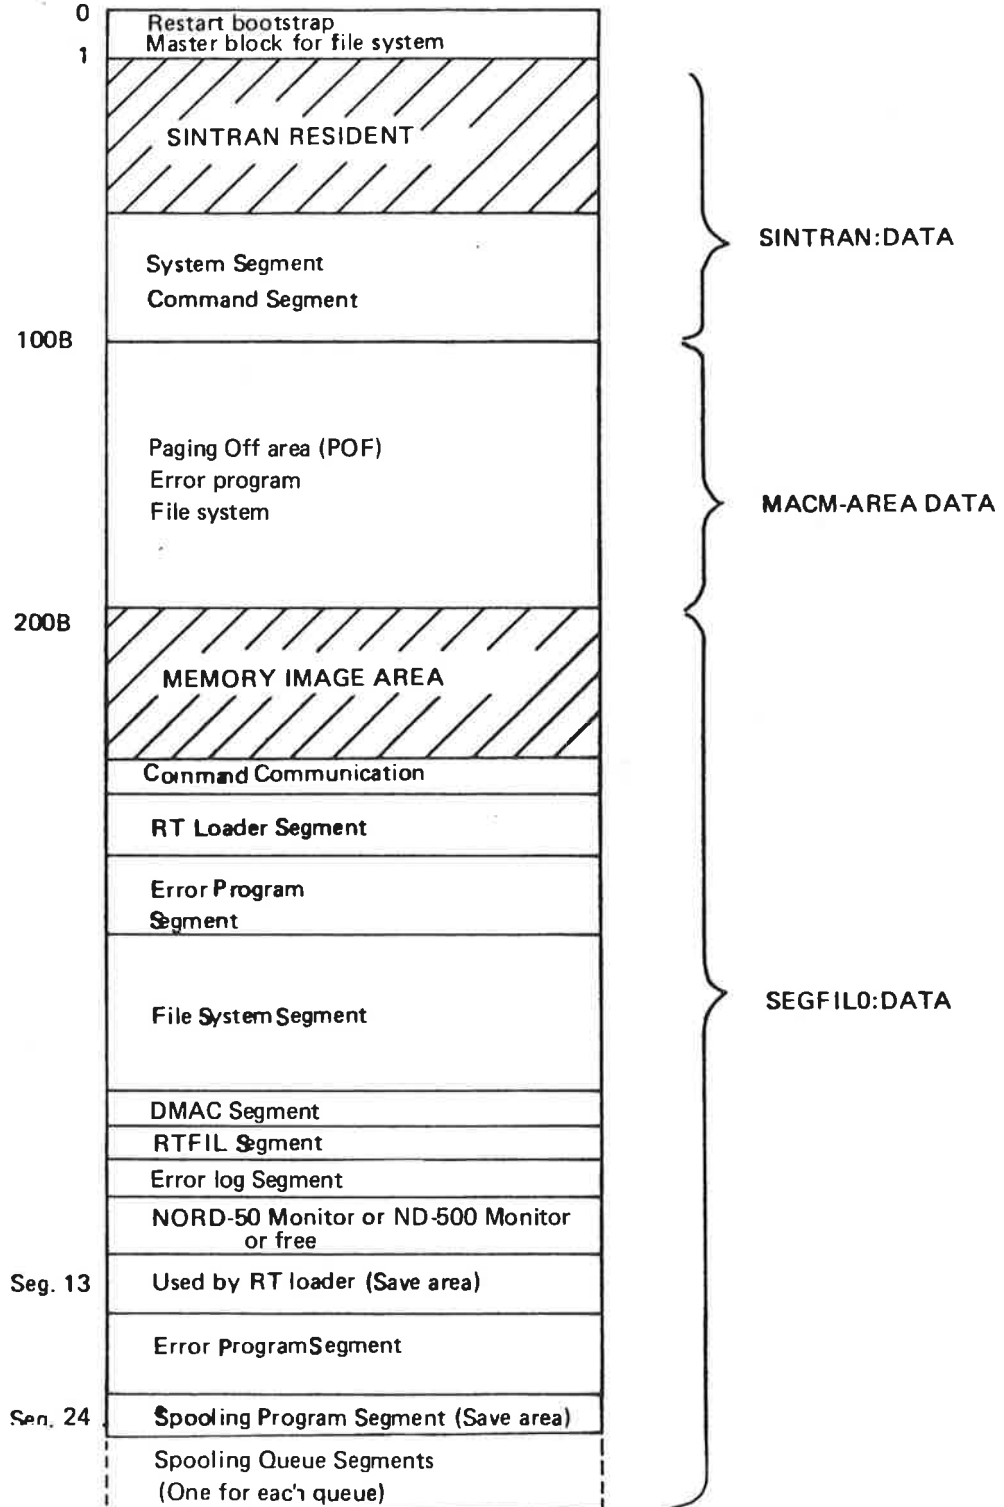 0
Restart bootstrap
Master block for file system
1
SINTRAN RESIDENT
SINTRAN:DATA
System Segment
Command Segment
100B
Paging Off area (POF)
Error program
File system
MACM-AREA DATA
200B
MEMORY IMAGE AREA
Command Communication
RT Loader Segment
Error Program
Segment
File System Segment
SEGFIL0:DATA
DMAC Segment
RTFIL Segment
Error log Segment
NORD-50 Monitor or ND-500 Monitor
or free
Seg. 13
Used by RT loader (Save area)
Error Program Segment
Seg. 24
Spooling Program Segment (Save area)
Spooling Queue Segments
(One for each queue)